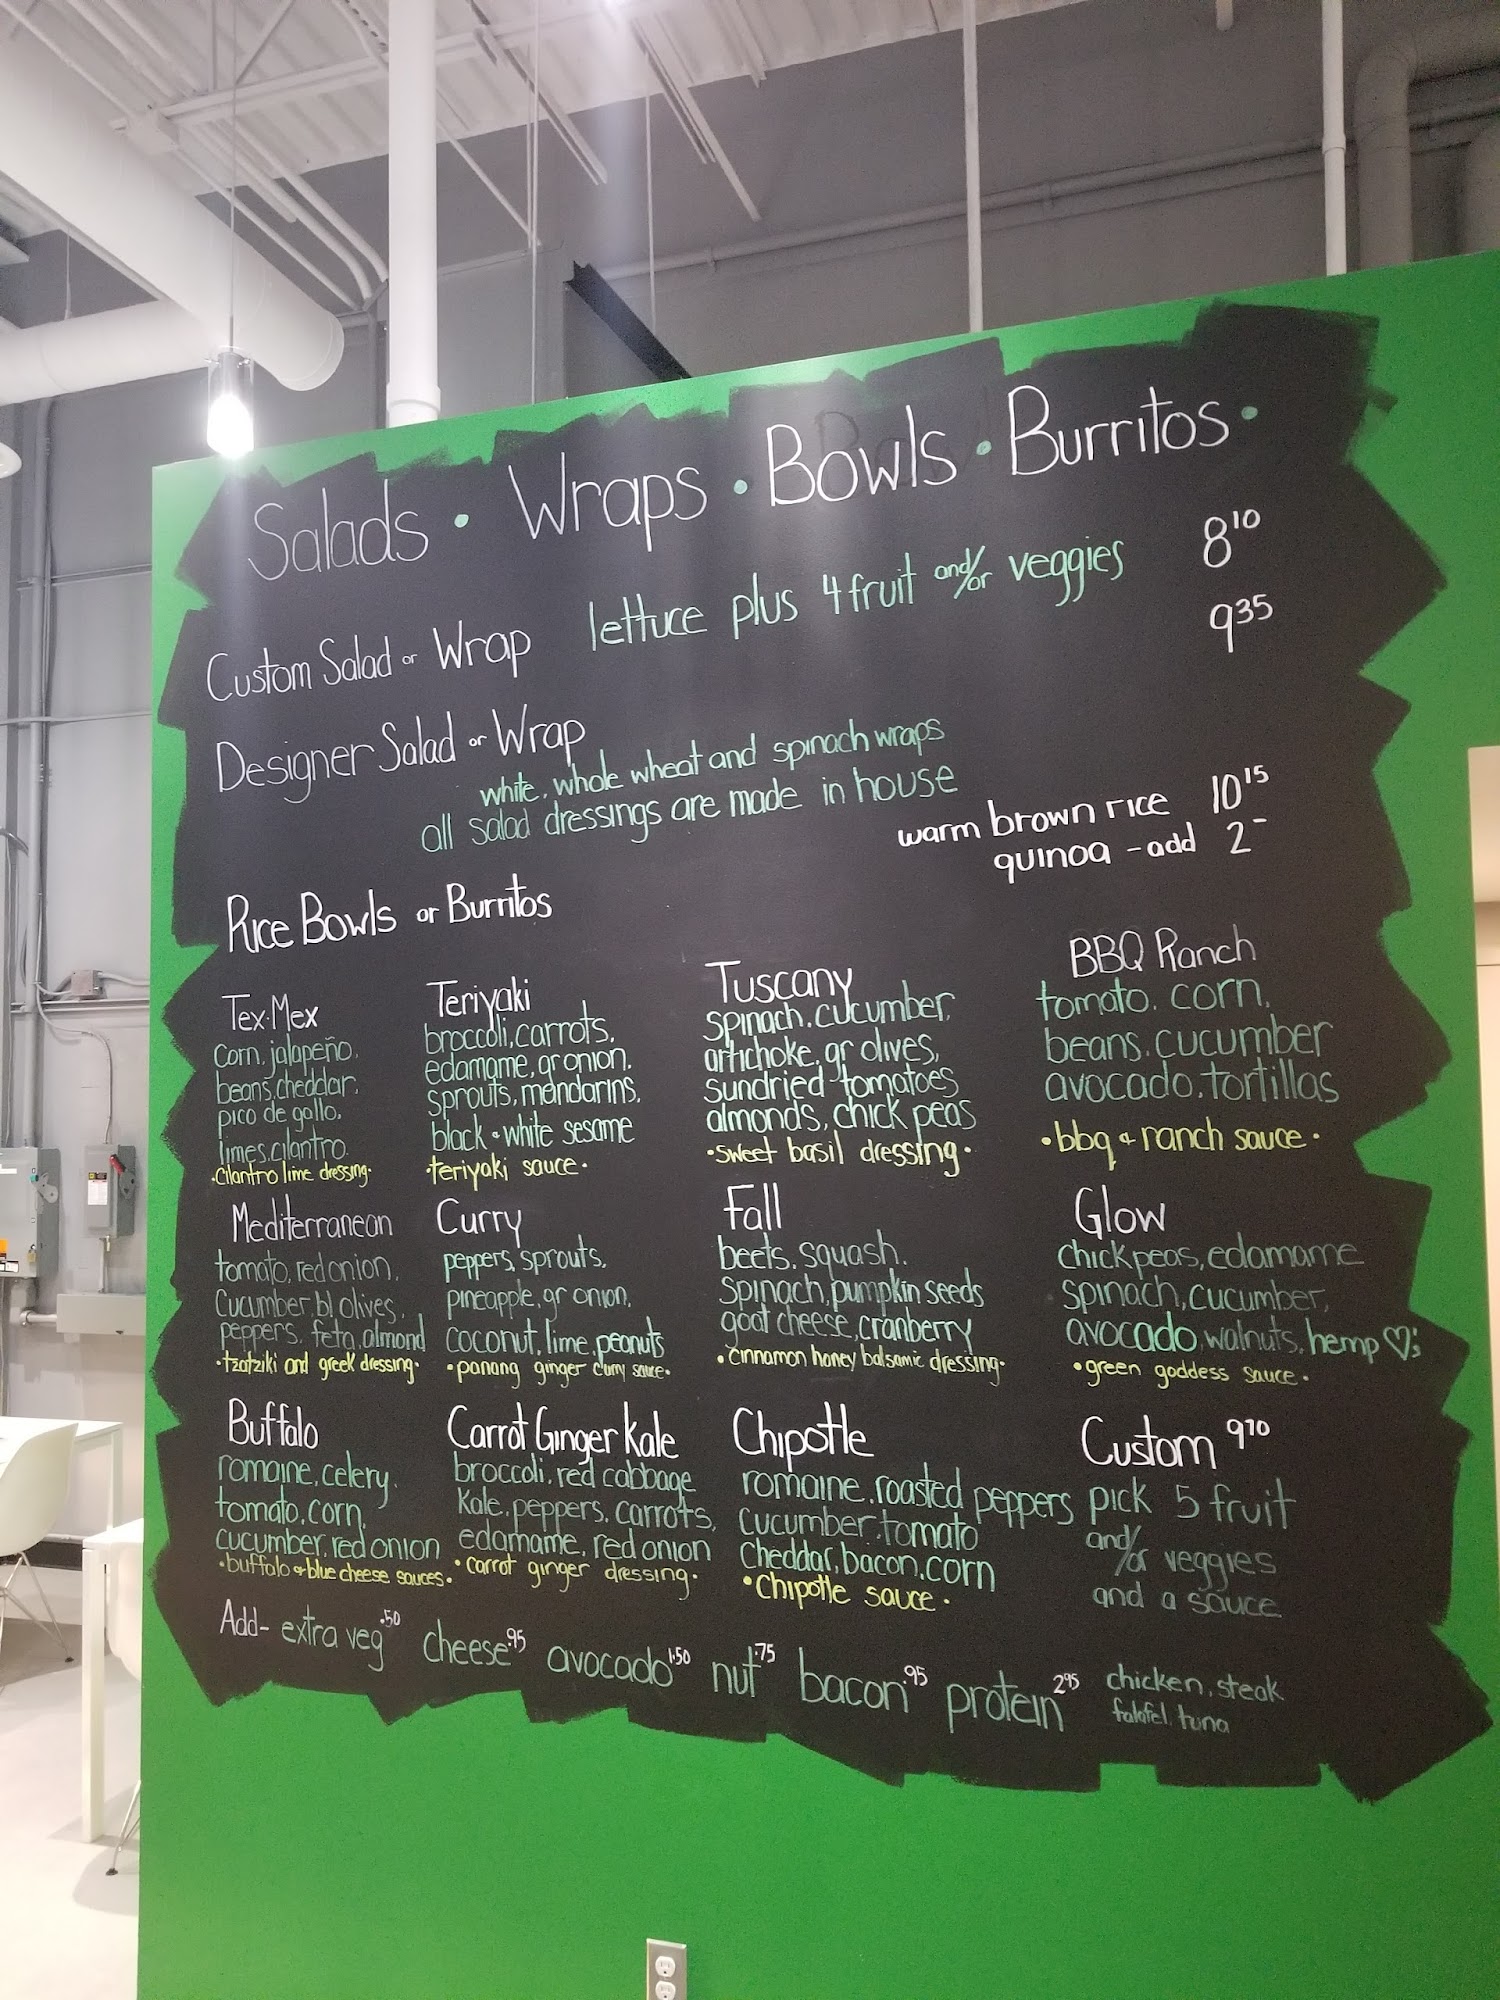 Salads • Wraps • Bowls • Burritos •
Custom Salad or Wrap lettuce plus 4 fruit and/or veggies 8 10
Designer Salad or Wrap 9 35
white, whole wheat and spinach wraps
all salad dressings are made in house
Rice Bowls or Burritos warm brown rice 10 15
quinoa - add 2 -
Tex•Mex
corn, jalapeño,
beans, cheddar,
pico de gallo,
limes, cilantro
•cilantro lime dressing•
Teriyaki
broccoli, carrots,
edamame, gr onion,
sprouts, mandarins,
black + white sesame
•teriyaki sauce•
Tuscany
spinach, cucumber,
artichoke, gr olives,
sundried tomatoes
almonds, chick peas
•sweet basil dressing•
BBQ Ranch
tomato, corn,
beans, cucumber
avocado, tortillas
•bbq + ranch sauce•
Mediterranean
tomato, red onion,
cucumber, bl olives,
peppers, feta, almond
•tzatziki and greek dressing•
Curry
peppers, sprouts,
pineapple, gr onion,
coconut, lime, peanuts
•panang ginger curry sauce•
Fall
beets, squash,
spinach, pumpkin seeds
goat cheese, cranberry
•cinnamon honey balsamic dressing•
Glow
chick peas, edamame
spinach, cucumber,
avocado, walnuts, hemp ♡s
•green goddess sauce•
Buffalo
romaine, celery,
tomato, corn,
cucumber, red onion
•buffalo + blue cheese sauces•
Carrot Ginger Kale
broccoli, red cabbage
kale, peppers, carrots,
edamame, red onion
•carrot ginger dressing•
Chipotle
romaine, roasted peppers
cucumber, tomato
cheddar, bacon, corn
•chipotle sauce•
Custom 9 70
pick 5 fruit
and/or veggies
and a sauce
Add- extra veg .50 cheese .95 avocado 1.50 nut .75 bacon .95 protein 2 95 chicken, steak
falafel, tuna